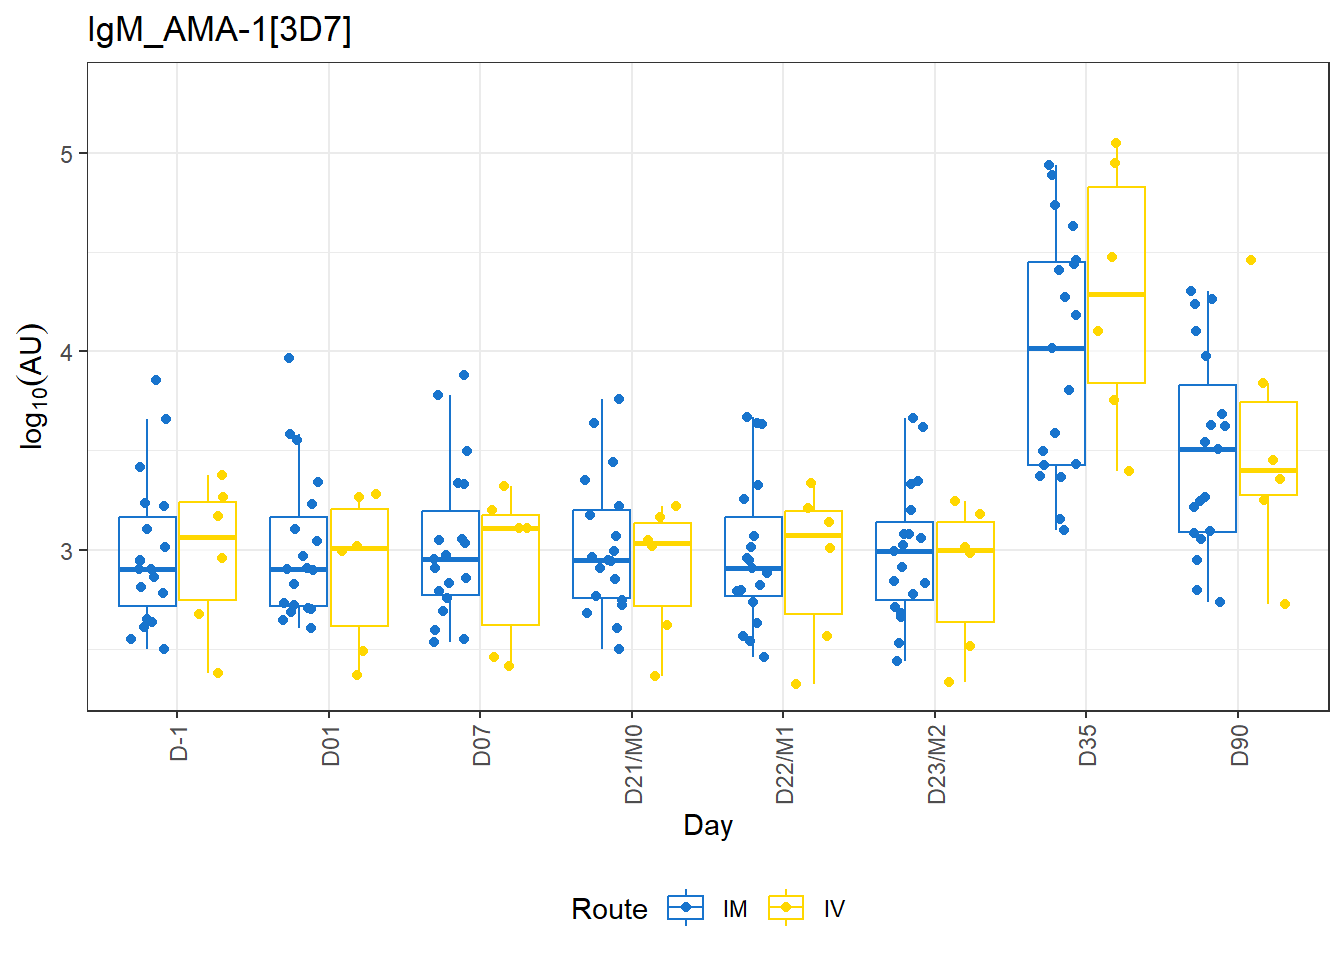 IgM_AMA-1[3D7]
log10(AU)
5
4
3
D-1
D01
D07
D21/M0
D22/M1
D23/M2
D35
D90
Day
Route IM IV